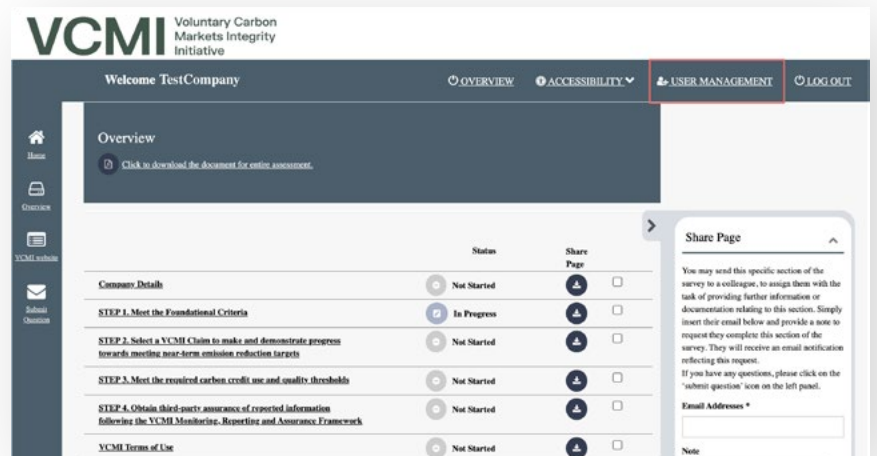 VCMI
Voluntary Carbon
Markets Integrity
Initiative
Welcome TestCompany
OVERVIEW
ACCESSIBILITY
USER MANAGEMENT
LOG OUT
Home
Overview
VCMI website
Submit
Question
Overview
Click to download the document for entire assessment.
Status
Share
Page
Company Details
Not Started
STEP 1. Meet the Foundational Criteria
In Progress
STEP 2. Select a VCMI Claim to make and demonstrate progress
towards meeting near-term emission reduction targets
Not Started
STEP 3. Meet the required carbon credit use and quality thresholds
Not Started
STEP 4. Obtain third-party assurance of reported information
following the VCMI Monitoring, Reporting and Assurance Framework
Not Started
VCMI Terms of Use
Not Started
Share Page
You may send this specific section of the
survey to a colleague, to assign them with the
task of providing further information or
documentation relating to this section. Simply
insert their email below and provide a note to
request they complete this section of the
survey. They will receive an email notification
reflecting this request.
If you have any questions, please click on the
'submit question' icon on the left panel.
Email Addresses *
Note